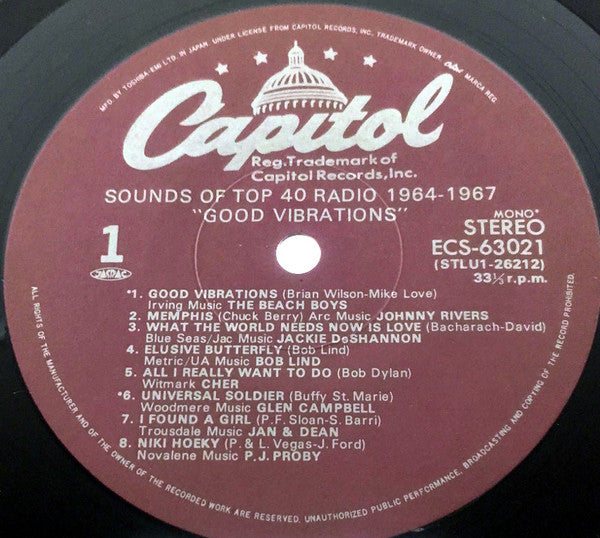 MFD BY TOSHIBA-EMI LTD. IN JAPAN. UNDER LICENSE FROM CAPITOL RECORDS, INC. TRADEMARK OWNER. Capitol MARCA REG.
Capitol
Reg.Trademark of
Capitol Records,Inc.
SOUNDS OF TOP 40 RADIO 1964-1967
"GOOD VIBRATIONS"
1
JASRAC
MONO*
STEREO
ECS-63021
(STLU1-26212)
33⅓ r.p.m.
*1. GOOD VIBRATIONS (Brian Wilson-Mike Love)
Irving Music THE BEACH BOYS
2. MEMPHIS (Chuck Berry) Arc Music JOHNNY RIVERS
3. WHAT THE WORLD NEEDS NOW IS LOVE (Bacharach-David)
Blue Seas/Jac Music JACKIE DeSHANNON
4. ELUSIVE BUTTERFLY (Bob Lind)
Metric/UA Music BOB LIND
5. ALL I REALLY WANT TO DO (Bob Dylan)
Witmark CHER
*6. UNIVERSAL SOLDIER (Buffy St. Marie)
Woodmere Music GLEN CAMPBELL
7. I FOUND A GIRL (P.F. Sloan-S. Barri)
Trousdale Music JAN & DEAN
8. NIKI HOEKY (P. & L. Vegas-J. Ford)
Novalene Music P.J. PROBY
ALL RIGHTS OF THE MANUFACTURER AND OF THE OWNER OF THE RECORDED WORK ARE RESERVED. UNAUTHORIZED PUBLIC PERFORMANCE, BROADCASTING AND COPYING OF THE RECORD PROHIBITED.